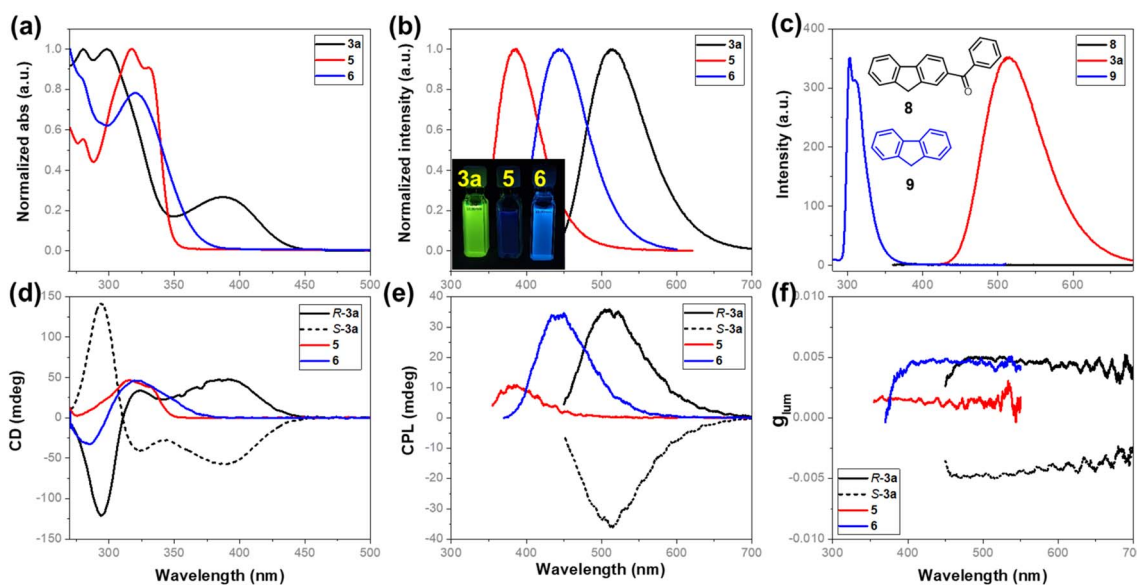 (a)
1.0
0.8
0.6
0.4
0.2
0.0
Normalized abs (a.u.)
3a
5
6
300 350 400 450 500
(b)
1.0
0.8
0.6
0.4
0.2
0.0
Normalized intensity (a.u.)
3a
5
6
3a 5 6
400 500 600 700
(c)
400
300
200
100
0
Intensity (a.u.)
8
3a
9
O
8
9
300 400 500 600
(d)
150
100
50
0
-50
-100
-150
CD (mdeg)
R-3a
S-3a
5
6
300 350 400 450 500
Wavelength (nm)
(e)
40
30
20
10
0
-10
-20
-30
-40
CPL (mdeg)
R-3a
S-3a
5
6
300 400 500 600 700
Wavelength (nm)
(f)
0.010
0.005
0.000
-0.005
-0.010
glum
R-3a
S-3a
5
6
300 400 500 600 700
Wavelength (nm)